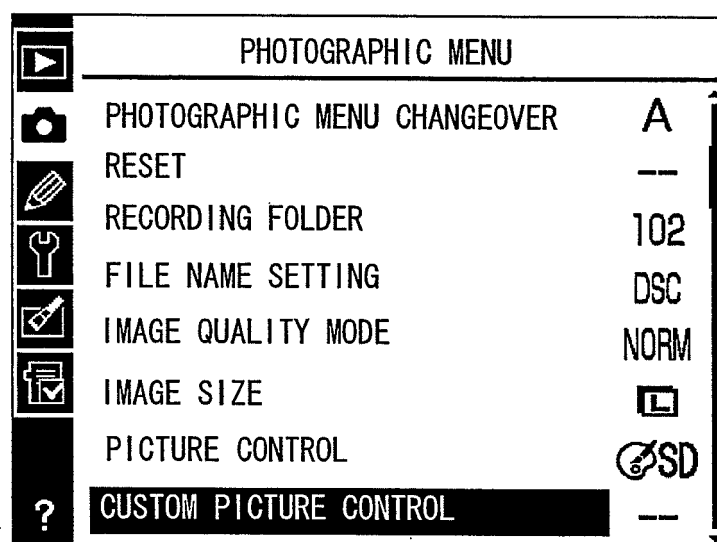 PHOTOGRAPHIC MENU
PHOTOGRAPHIC MENU CHANGEOVER A
RESET --
RECORDING FOLDER 102
FILE NAME SETTING DSC
IMAGE QUALITY MODE NORM
IMAGE SIZE L
PICTURE CONTROL SD
CUSTOM PICTURE CONTROL --
?